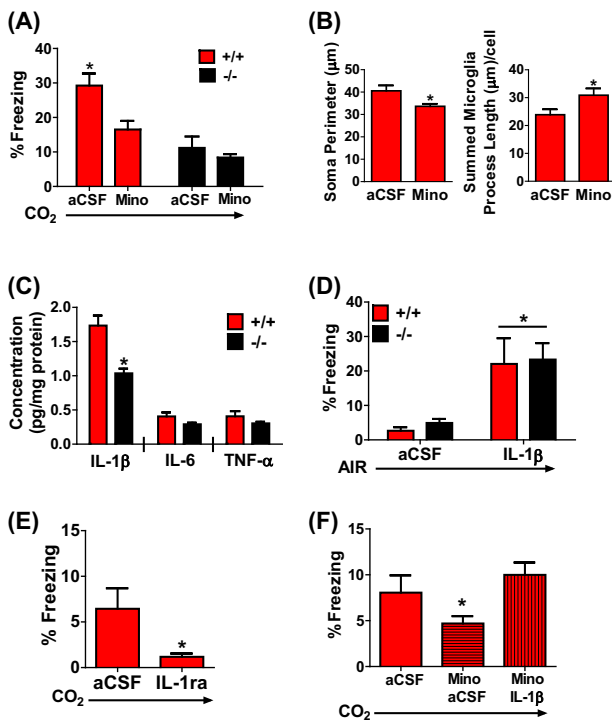 (A)
+/+
-/-
%Freezing
40
30
20
10
0
aCSF Mino aCSF Mino
CO₂
*
(B)
Soma Perimeter (μm)
60
50
40
30
20
10
0
*
aCSF Mino
Summed Microglia
Process Length (μm)/cell
60
40
20
0
*
aCSF Mino
(C)
+/+
-/-
Concentration
(pg/mg protein)
2.0
1.5
1.0
0.5
0.0
*
IL-1β IL-6 TNF-α
(D)
+/+
-/-
%Freezing
40
30
20
10
0
*
aCSF IL-1β
AIR
(E)
% Freezing
15
10
5
0
*
aCSF IL-1ra
CO₂
(F)
%Freezing
20
15
10
5
0
*
aCSF Mino Mino
aCSF IL-1β
CO₂